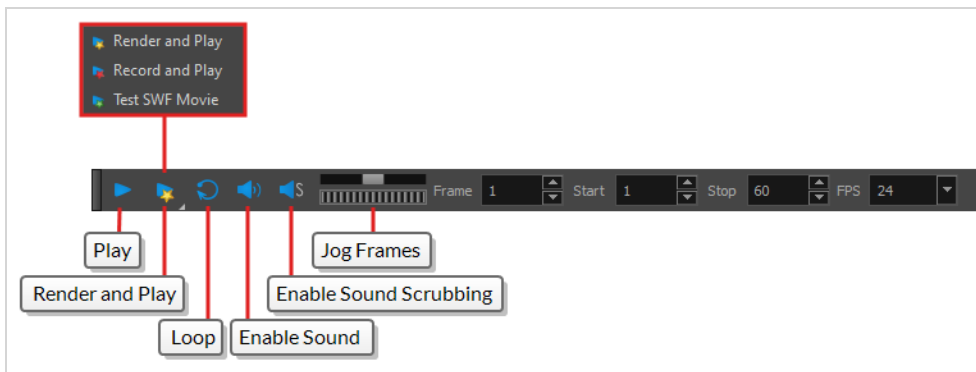 Render and Play
Record and Play
Test SWF Movie
S Frame 1 Start 1 Stop 60 FPS 24
Play
Jog Frames
Render and Play
Enable Sound Scrubbing
Loop
Enable Sound